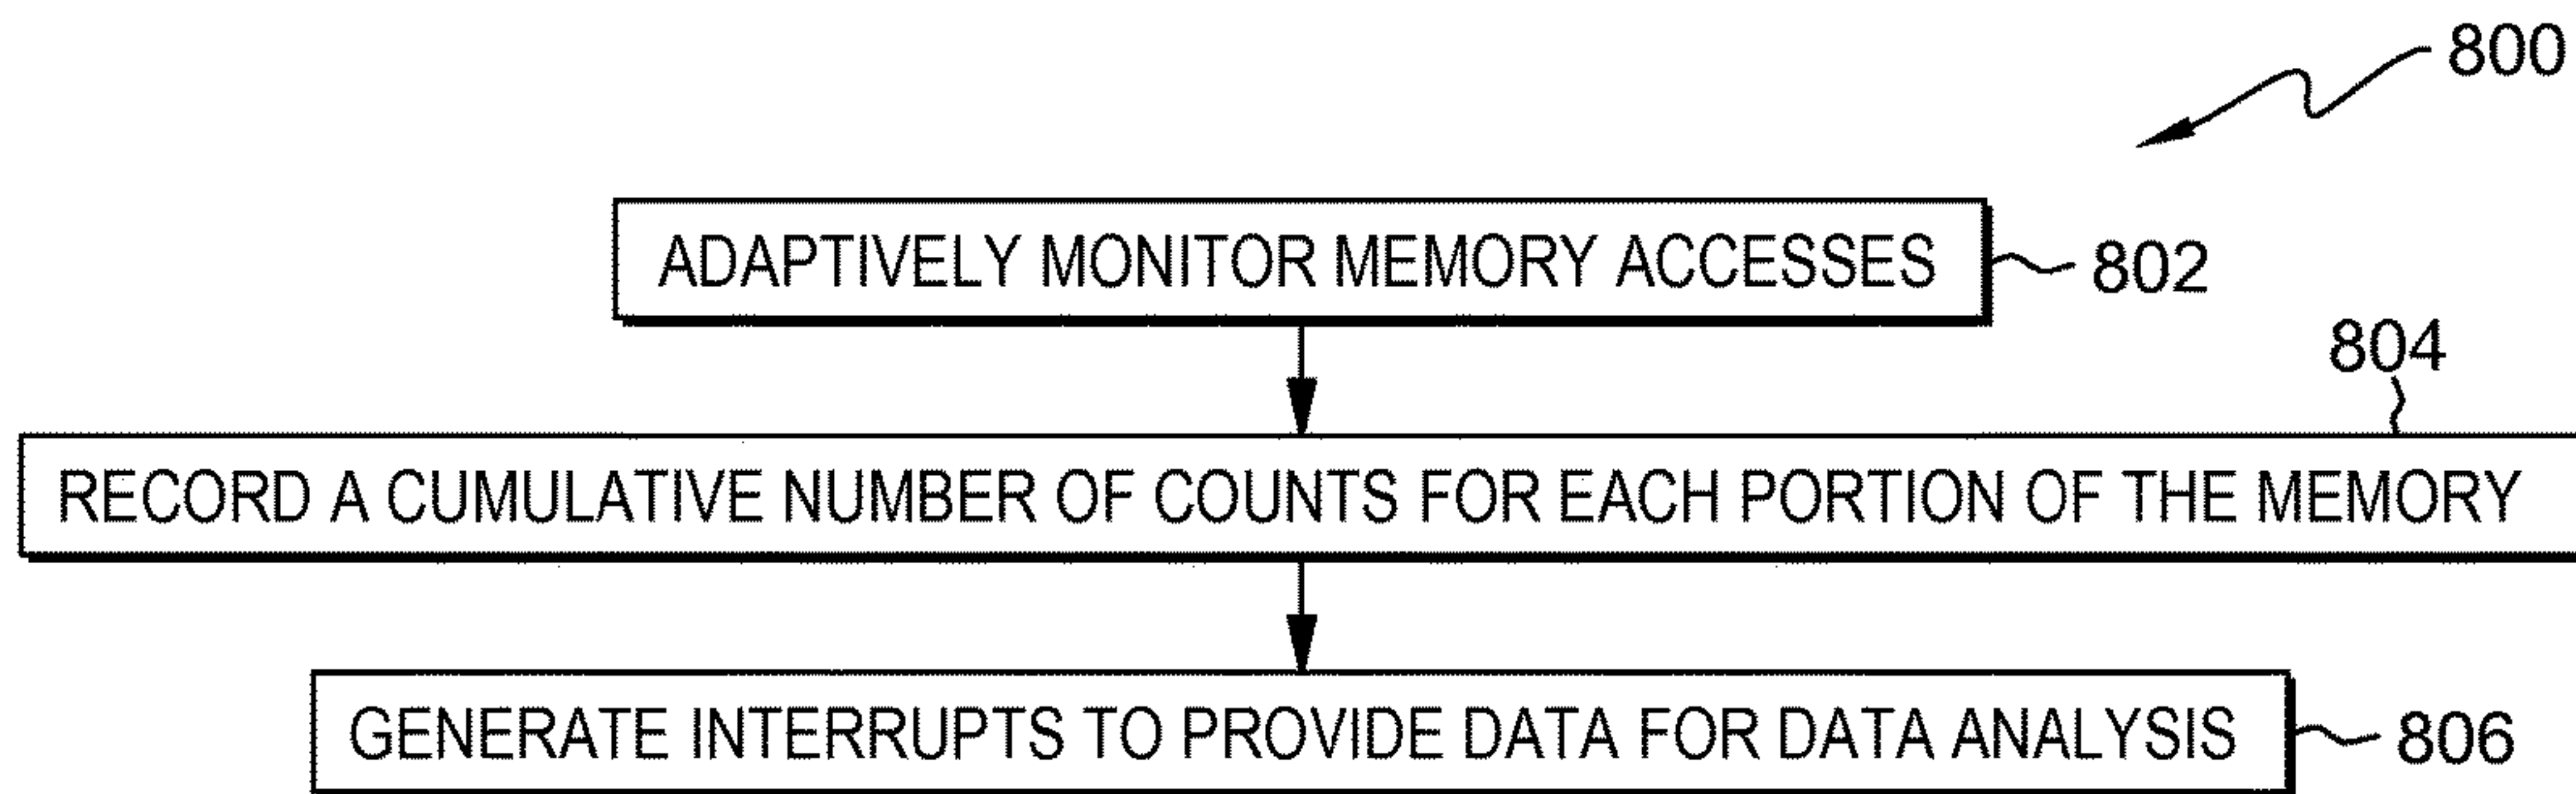 800
ADAPTIVELY MONITOR MEMORY ACCESSES
802
804
RECORD A CUMULATIVE NUMBER OF COUNTS FOR EACH PORTION OF THE MEMORY
GENERATE INTERRUPTS TO PROVIDE DATA FOR DATA ANALYSIS
806